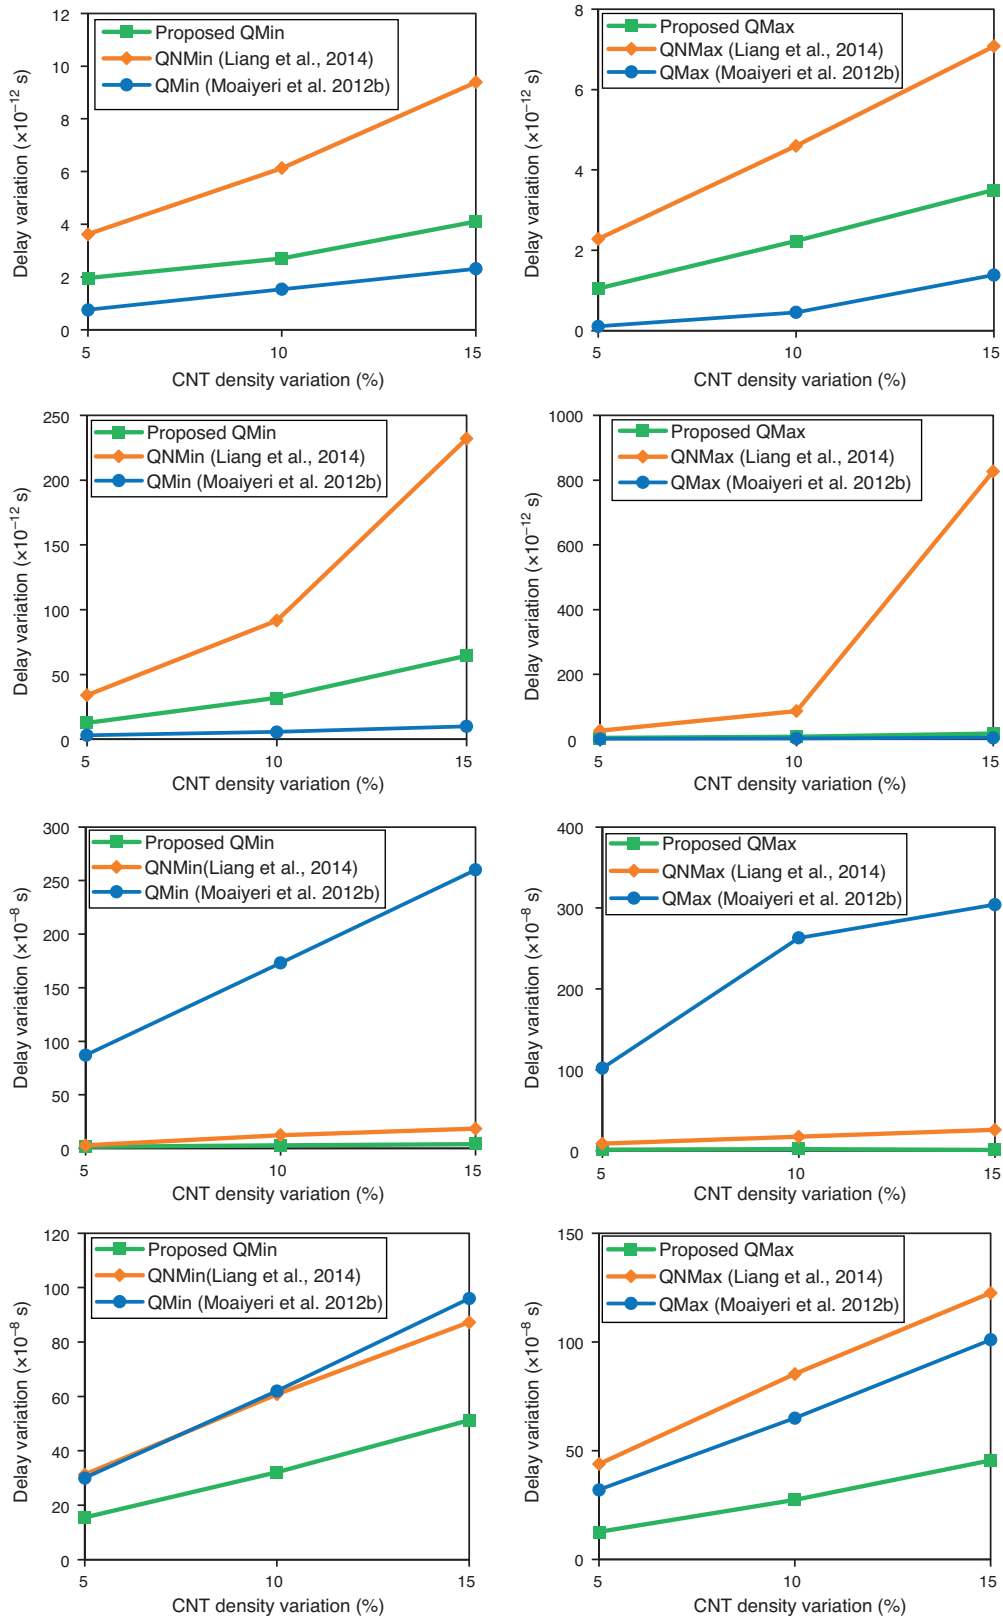 Delay variation (×10−12 s)
12
10
8
6
4
2
0
Proposed QMin
QNMin (Liang et al., 2014)
QMin (Moaiyeri et al. 2012b)
5
10
15
CNT density variation (%)
Delay variation (×10−12 s)
8
6
4
2
0
Proposed QMax
QNMax (Liang et al., 2014)
QMax (Moaiyeri et al. 2012b)
5
10
15
CNT density variation (%)
Delay variation (×10−12 s)
250
200
150
100
50
0
Proposed QMin
QNMin (Liang et al., 2014)
QMin (Moaiyeri et al. 2012b)
5
10
15
CNT density variation (%)
Delay variation (×10−12 s)
1000
800
600
400
200
0
Proposed QMax
QNMax (Liang et al., 2014)
QMax (Moaiyeri et al. 2012b)
5
10
15
CNT density variation (%)
Delay variation (×10−8 s)
300
250
200
150
100
50
0
Proposed QMin
QNMin(Liang et al., 2014)
QMin (Moaiyeri et al. 2012b)
5
10
15
CNT density variation (%)
Delay variation (×10−8 s)
400
300
200
100
0
Proposed QMax
QNMax (Liang et al., 2014)
QMax (Moaiyeri et al. 2012b)
5
10
15
CNT density variation (%)
Delay variation (×10−8 s)
120
100
80
60
40
20
0
Proposed QMin
QNMin(Liang et al., 2014)
QMin (Moaiyeri et al. 2012b)
5
10
15
CNT density variation (%)
Delay variation (×10−8 s)
150
100
50
0
Proposed QMax
QNMax (Liang et al., 2014)
QMax (Moaiyeri et al. 2012b)
5
10
15
CNT density variation (%)